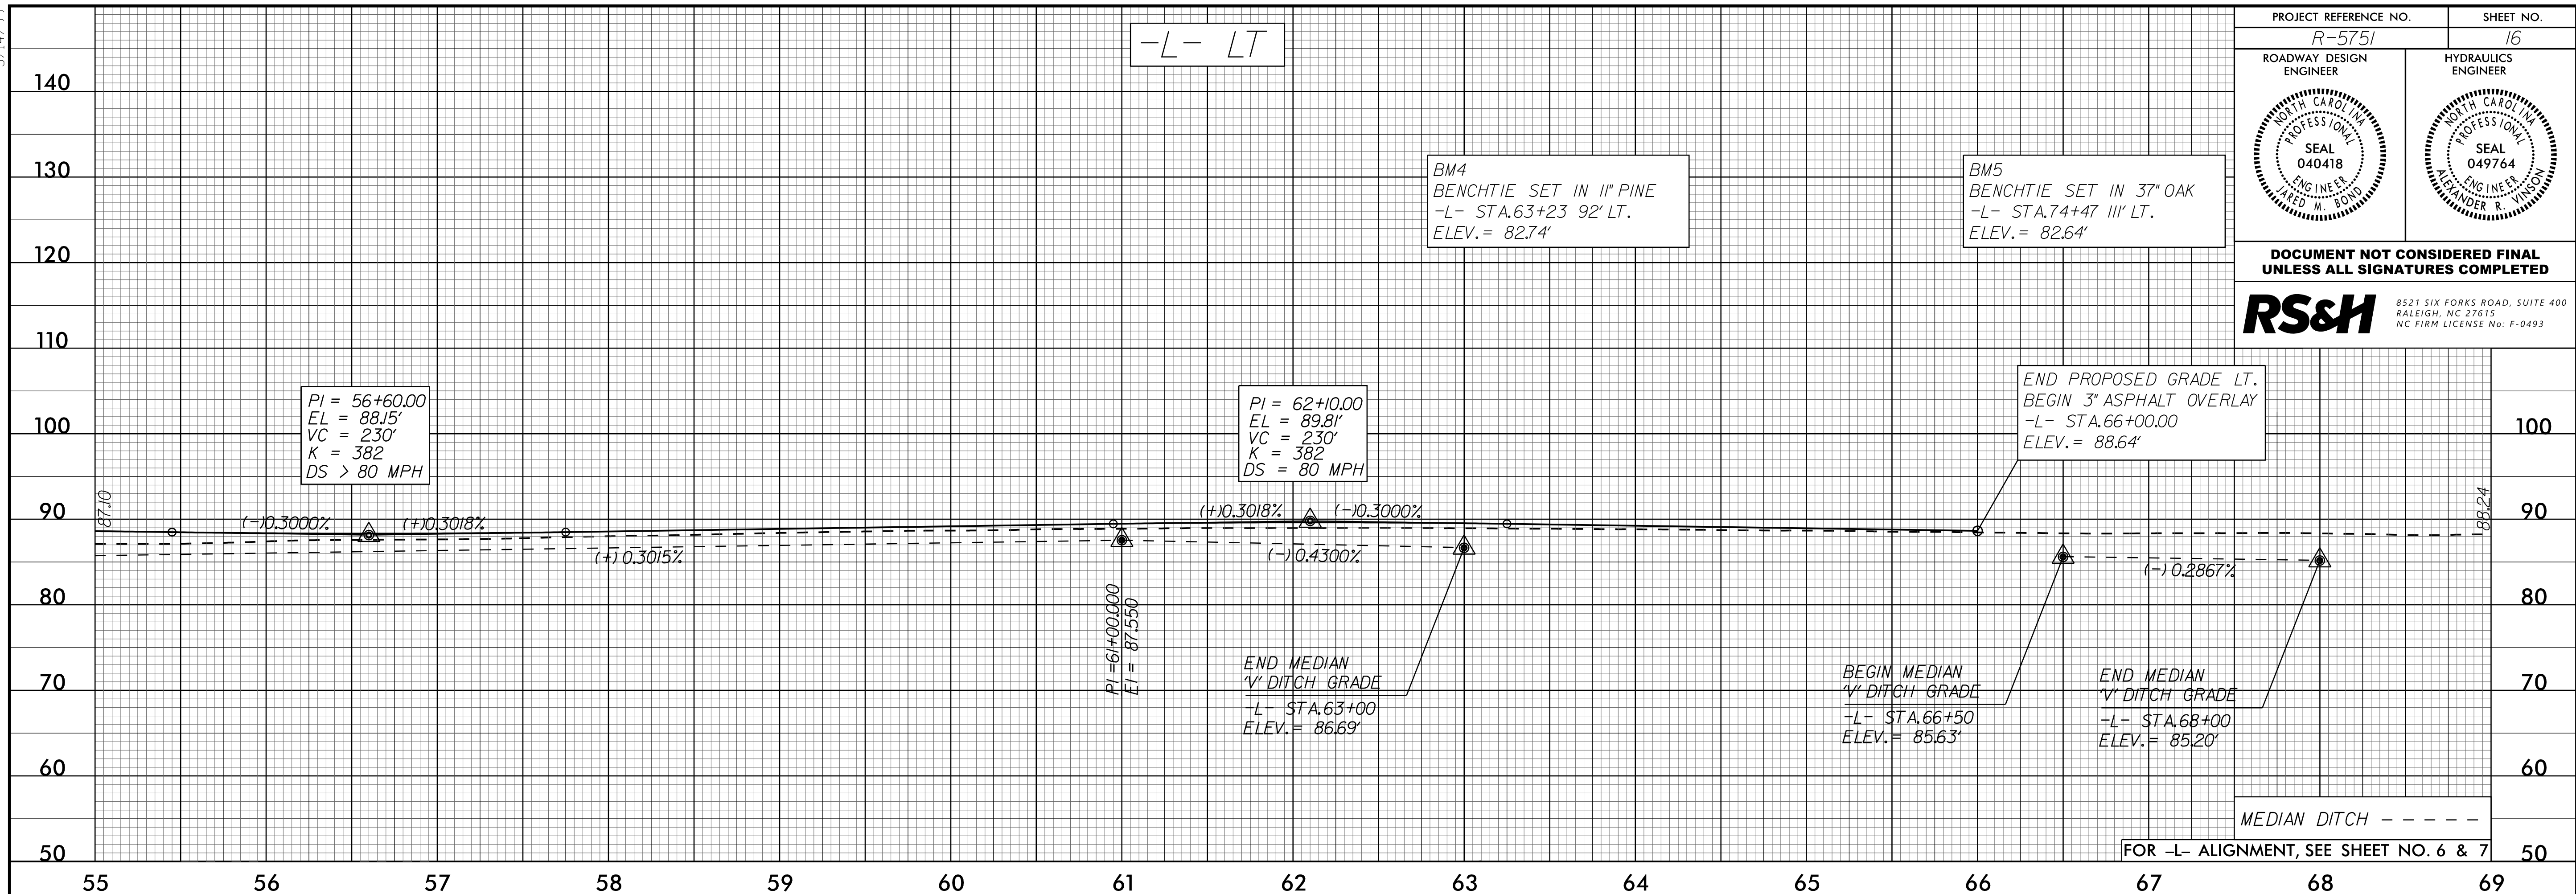 -L- LT
PROJECT REFERENCE NO.
SHEET NO.
R-5751
16
ROADWAY DESIGN
ENGINEER
HYDRAULICS
ENGINEER
NORTH CAROLINA
PROFESSIONAL
SEAL
040418
ENGINEER
JARED M. BOND
NORTH CAROLINA
PROFESSIONAL
SEAL
049764
ENGINEER
ALEXANDER R. VINSON
DOCUMENT NOT CONSIDERED FINAL
UNLESS ALL SIGNATURES COMPLETED
RS&H
8521 SIX FORKS ROAD, SUITE 400
RALEIGH, NC 27615
NC FIRM LICENSE No: F-0493
140
130
120
110
100
90
80
70
60
50
BM4
BENCHTIE SET IN 11" PINE
-L- STA.63+23 92' LT.
ELEV.= 82.74'
BM5
BENCHTIE SET IN 37" OAK
-L- STA.74+47 111' LT.
ELEV.= 82.64'
PI = 56+60.00
EL = 88.15'
VC = 230'
K = 382
DS > 80 MPH
PI = 62+10.00
EL = 89.81'
VC = 230'
K = 382
DS = 80 MPH
END PROPOSED GRADE LT.
BEGIN 3" ASPHALT OVERLAY
-L- STA.66+00.00
ELEV.= 88.64'
87.10
(-)0.3000%
(+)0.3018%
(+)0.3018%
(-)0.3000%
88.24
(+)0.3015%
(-)0.4300%
(-)0.2867%
PI =61+00.000
El = 87.550
END MEDIAN
'V' DITCH GRADE
-L- STA.63+00
ELEV.= 86.69'
BEGIN MEDIAN
'V' DITCH GRADE
-L- STA.66+50
ELEV.= 85.63'
END MEDIAN
'V' DITCH GRADE
-L- STA.68+00
ELEV.= 85.20'
100
90
80
70
60
50
MEDIAN DITCH
FOR -L- ALIGNMENT, SEE SHEET NO. 6 & 7
55
56
57
58
59
60
61
62
63
64
65
66
67
68
69